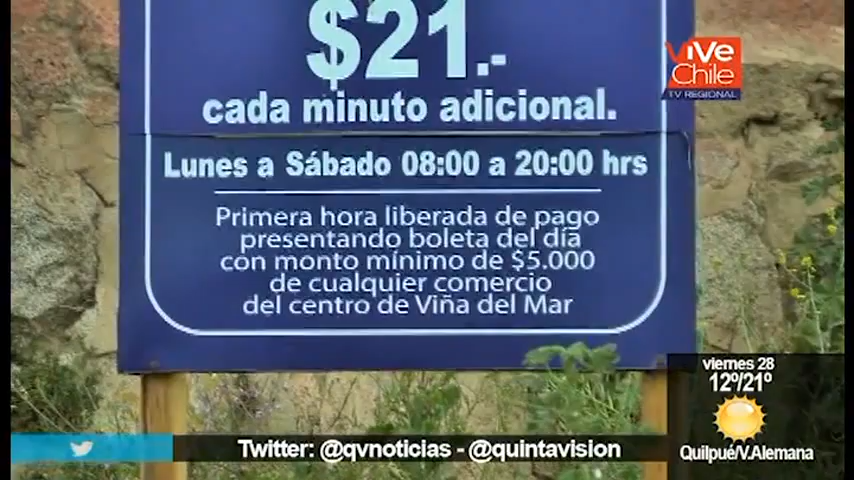 $21.-
cada minuto adicional.
Lunes a Sábado 08:00 a 20:00 hrs
Primera hora liberada de pago
presentando boleta del día
con monto mínimo de $5.000
de cualquier comercio
del centro de Viña del Mar
ViVe
Chile
TV REGIONAL
viernes 28
12º/21º
Quilpué/V.Alemana
Twitter: @qvnoticias - @quintavision